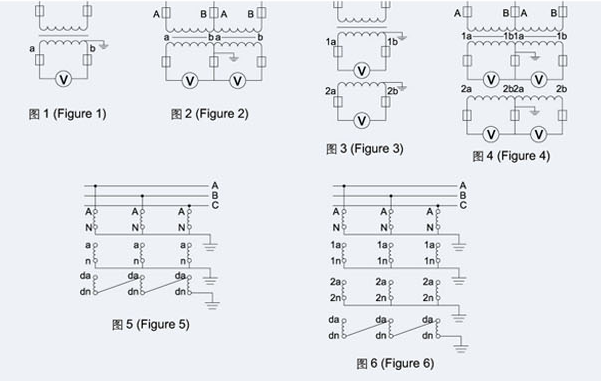 A B A B
a b a b a b
V V V
图 1 (Figure 1)
图 2 (Figure 2)
1a 1b
V
2a 2b
V
图 3 (Figure 3)
A B A B
1a 1b1a 1b
V V
2a 2b2a 2b
V V
图 4 (Figure 4)
A
B
C
A A A
N N N
a a a
n n n
da da da
dn dn dn
图 5 (Figure 5)
A
B
C
A A A
N N N
1a 1a 1a
1n 1n 1n
2a 2a 2a
2n 2n 2n
da da da
dn dn dn
图 6 (Figure 6)